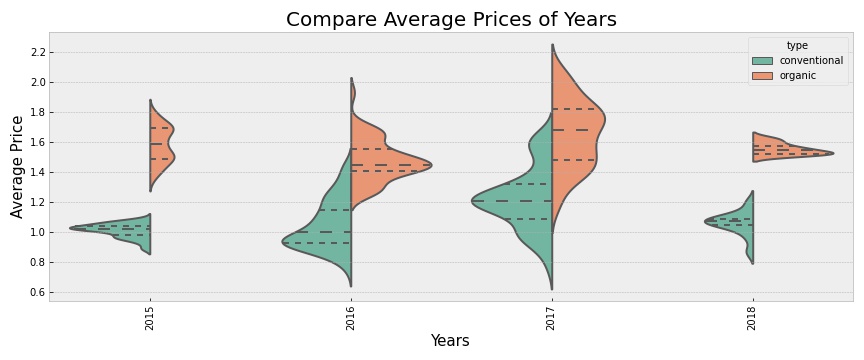 Compare Average Prices of Years
type
conventional
organic
Average Price
2.2
2.0
1.8
1.6
1.4
1.2
1.0
0.8
0.6
2015
2016
2017
2018
Years